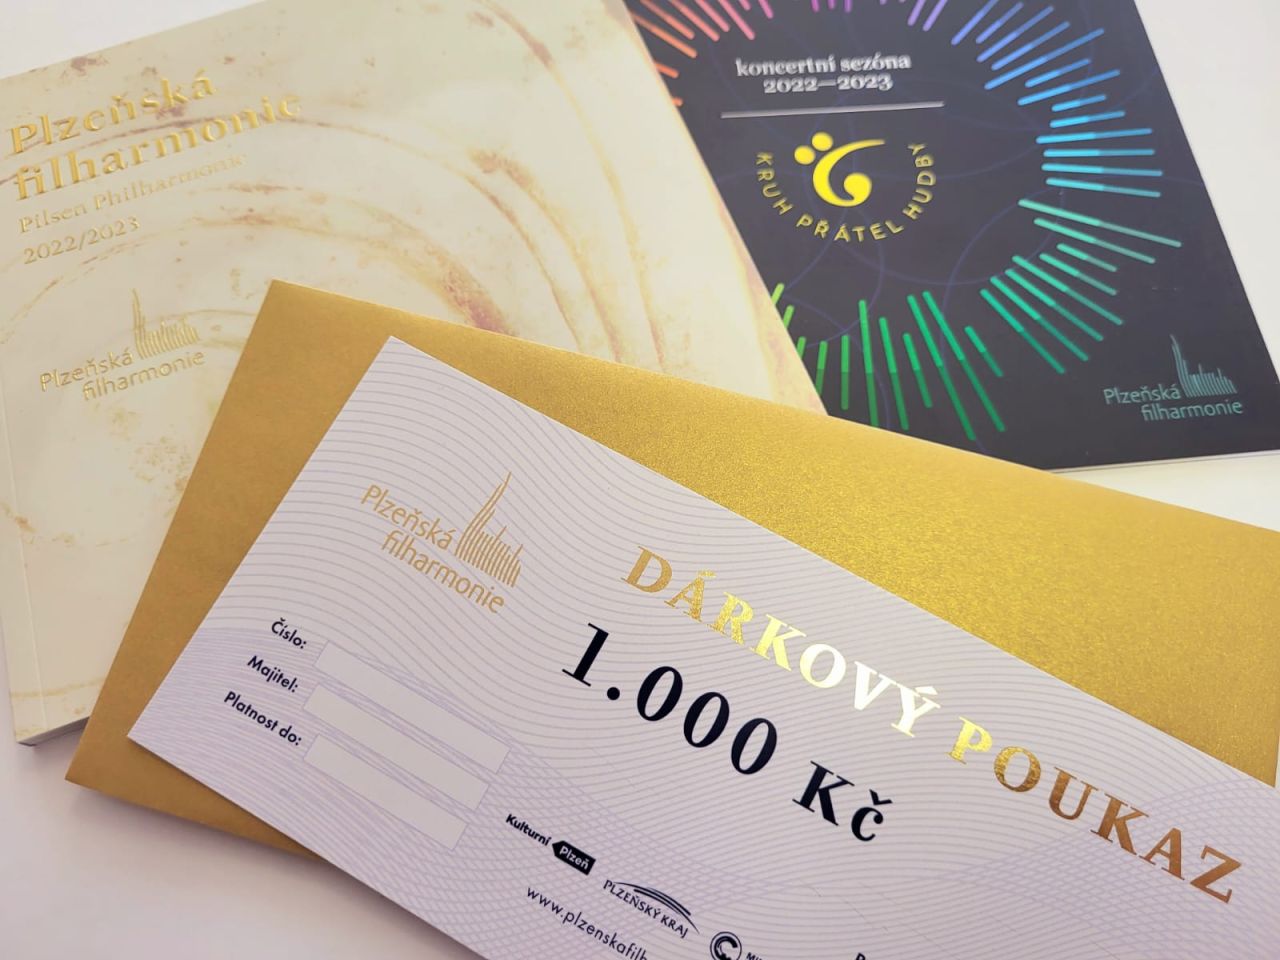 Plzeňská
filharmonie
Pilsen Philharmonie
2022/2023
Plzeňská
filharmonie
koncertní sezóna
2022—2023
KRUH PŘÁTEL HUDBY
Plzeňská
filharmonie
Plzeňská
filharmonie
DÁRKOVÝ POUKAZ
1.000 Kč
Číslo:
Majitel:
Platnost do:
Kulturní Plzeň
PLZEŇSKÝ KRAJ
www.plzenskafilh